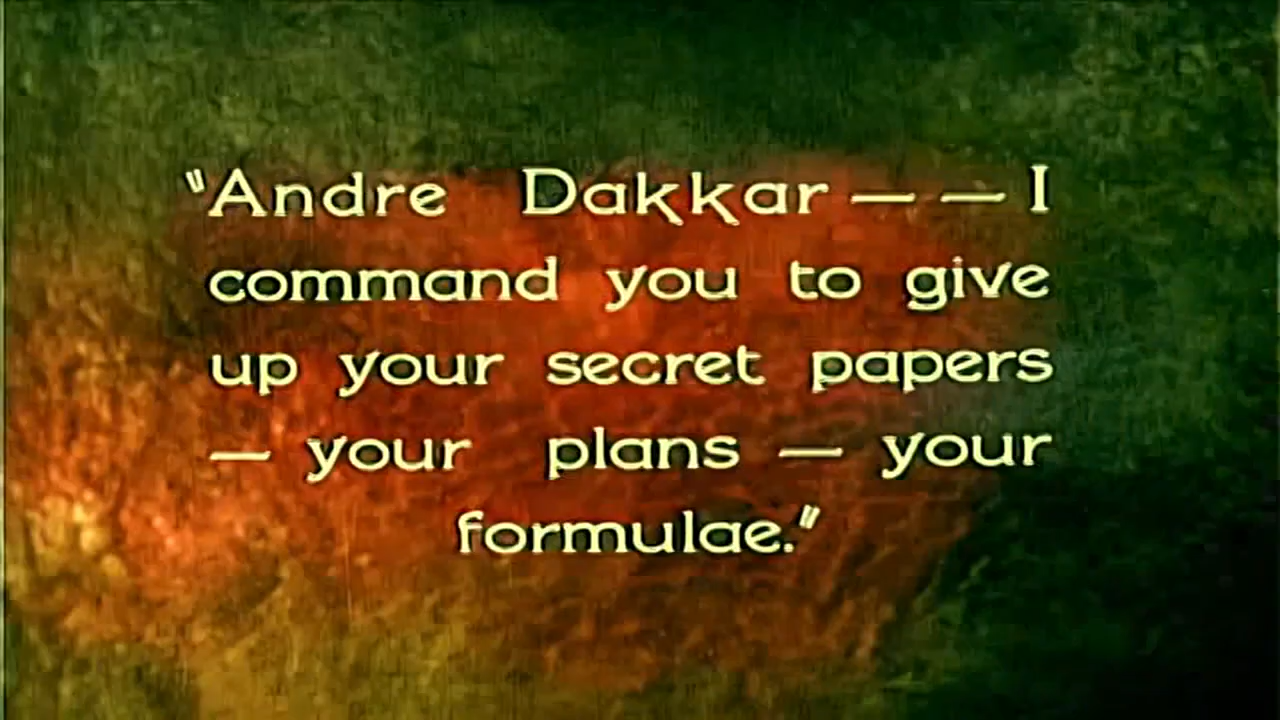 "Andre Dakkar — — I
command you to give
up your secret papers
— your plans — your
formulae."